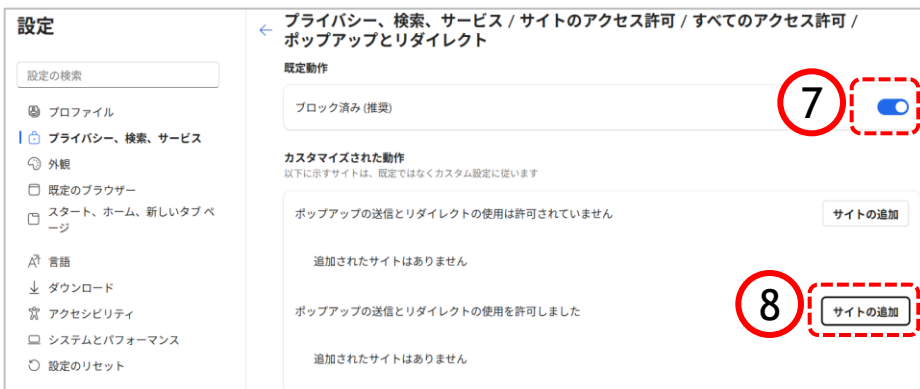 設定
設定の検索
プロファイル
プライバシー、検索、サービス
外観
既定のブラウザー
スタート、ホーム、新しいタブ ペ
ージ
言語
ダウンロード
アクセシビリティ
システムとパフォーマンス
設定のリセット
← プライバシー、検索、サービス / サイトのアクセス許可 / すべてのアクセス許可 /
ポップアップとリダイレクト
既定動作
ブロック済み (推奨)
7
カスタマイズされた動作
以下に示すサイトは、既定ではなくカスタム設定に従います
ポップアップの送信とリダイレクトの使用は許可されていません
サイトの追加
追加されたサイトはありません
ポップアップの送信とリダイレクトの使用を許可しました
8
サイトの追加
追加されたサイトはありません